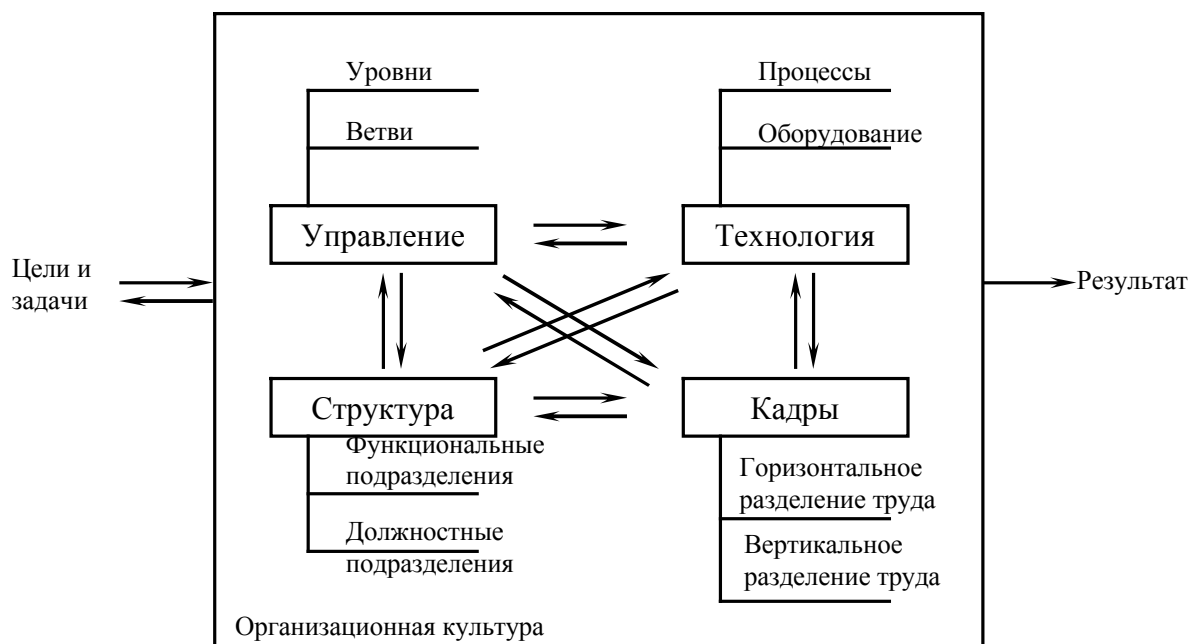 Уровни
Процессы
Ветви
Оборудование
Управление
Технология
Цели и
задачи
Результат
Структура
Кадры
Функциональные
подразделения
Горизонтальное
разделение труда
Должностные
подразделения
Вертикальное
разделение труда
Организационная культура